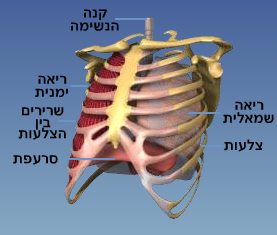 קנה
הנשימה
ריאה
ימנית
שרירים
בין
הצלעות
סרעפת
ריאה
שמאלית
צלעות